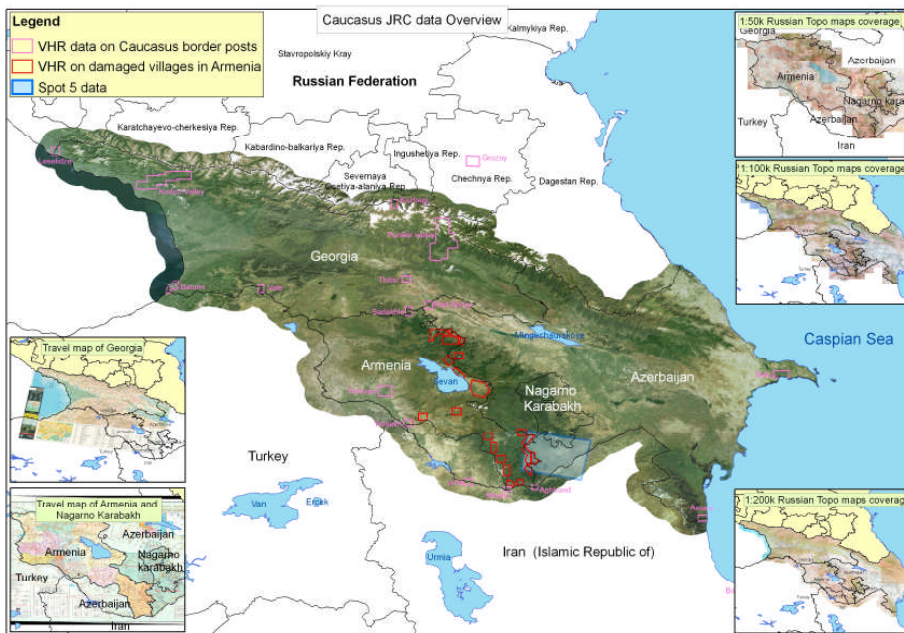 Caucasus JRC data Overview
Legend
VHR data on Caucasus border posts
VHR on damaged villages in Armenia
Spot 5 data
Kalmykiya Rep.
Stavropolskiy Kray
Russian Federation
Karatchayevo-cherkesiya Rep.
Kabardino-balkariya Rep.
Ingushetiya Rep.
Severnaya
Osetiya-alaniya Rep.
Grozny
Chechnya Rep.
Dagestan Rep.
Leselidze
Georgia
Batumi
Mingechaurskoye
Caspian Sea
Armenia
Sevan
Nagarno
Karabakh
Azerbaijan
Turkey
Van
Ercek
Urmia
Iran (Islamic Republic of)
1:50k Russian Topo maps coverage
Georgia
Azerbaijan
Armenia
Nagarno karabakh
Turkey
Azerbaijan
Iran
1:100k Russian Topo maps coverage
1:200k Russian Topo maps coverage
Travel map of Georgia
Travel map of Armenia and
Nagarno Karabakh
Azerbaijan
Armenia
Nagarno
karabakh
Turkey
Azerbaijan
Iran